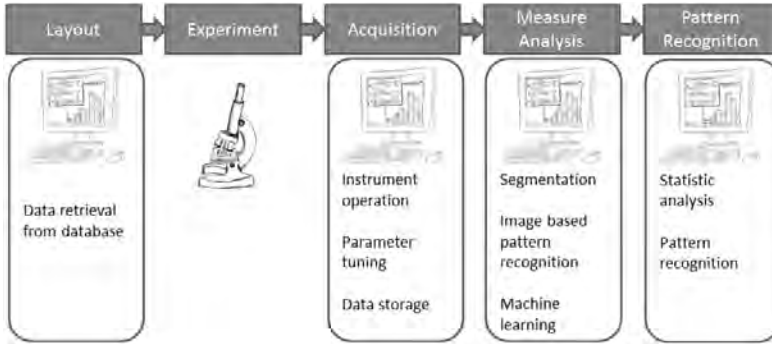 Layout
Experiment
Acquisition
Measure
Analysis
Pattern
Recognition
Data retrieval
from database
Instrument
operation
Parameter
tuning
Data storage
Segmentation
Image based
pattern
recognition
Machine
learning
Statistic
analysis
Pattern
recognition